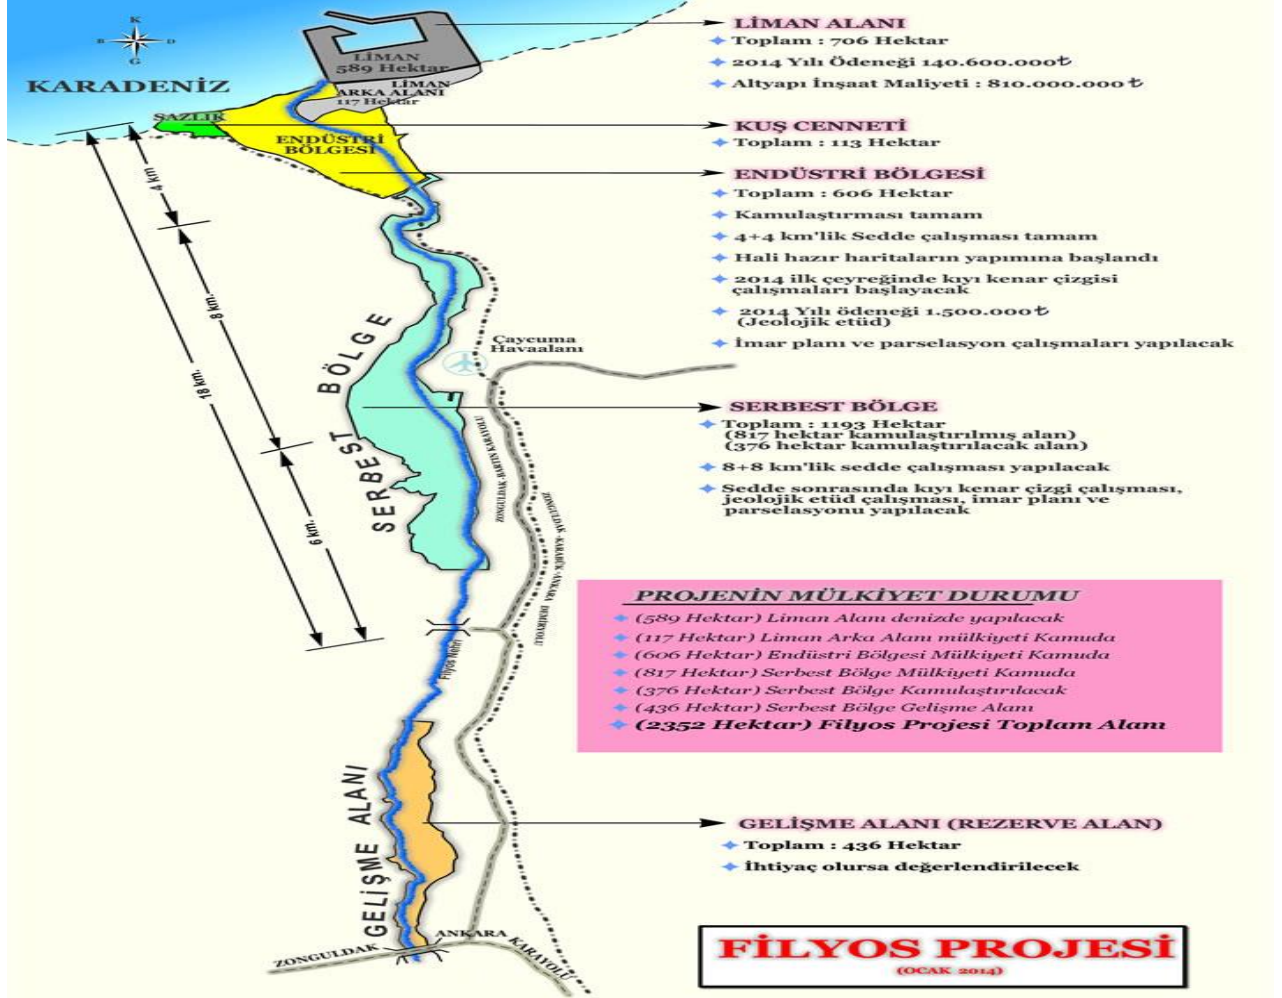 K
B
D
G
KARADENİZ
LİMAN
589 Hektar
LİMAN
ARKA ALANI
117 Hektar
SAZLIK
ENDÜSTRİ
BÖLGESİ
4 km
8 km.
18 km.
6 km.
SERBEST BÖLGE
Çaycuma
Havaalanı
ZONGULDAK-BARTIN KARAYOLU
ZONGULDAK-KARABÜK-ANKARA DEMİRYOLU
Filyos Nehri
GELİŞME ALANI
ZONGULDAK ANKARA KARAYOLU
LİMAN ALANI
Toplam : 706 Hektar
2014 Yılı Ödeneği 140.600.000₺
Altyapı İnşaat Maliyeti : 810.000.000 ₺
KUŞ CENNETİ
Toplam : 113 Hektar
ENDÜSTRİ BÖLGESİ
Toplam : 606 Hektar
Kamulaştırması tamam
4+4 km'lik Sedde çalışması tamam
Hali hazır haritaların yapımına başlandı
2014 ilk çeyreğinde kıyı kenar çizgisi
çalışmaları başlayacak
2014 Yılı ödeneği 1.500.000₺
(Jeolojik etüd)
İmar planı ve parselasyon çalışmaları yapılacak
SERBEST BÖLGE
Toplam : 1193 Hektar
(817 hektar kamulaştırılmış alan)
(376 hektar kamulaştırılacak alan)
8+8 km'lik sedde çalışması yapılacak
Sedde sonrasında kıyı kenar çizgi çalışması,
jeolojik etüd çalışması, imar planı ve
parselasyonu yapılacak
PROJENİN MÜLKİYET DURUMU
(589 Hektar) Liman Alanı denizde yapılacak
(117 Hektar) Liman Arka Alanı mülkiyeti Kamuda
(606 Hektar) Endüstri Bölgesi Mülkiyeti Kamuda
(817 Hektar) Serbest Bölge Mülkiyeti Kamuda
(376 Hektar) Serbest Bölge Kamulaştırılacak
(436 Hektar) Serbest Bölge Gelişme Alanı
(2352 Hektar) Filyos Projesi Toplam Alanı
GELİŞME ALANI (REZERVE ALAN)
Toplam : 436 Hektar
İhtiyaç olursa değerlendirilecek
FİLYOS PROJESİ
(OCAK 2014)